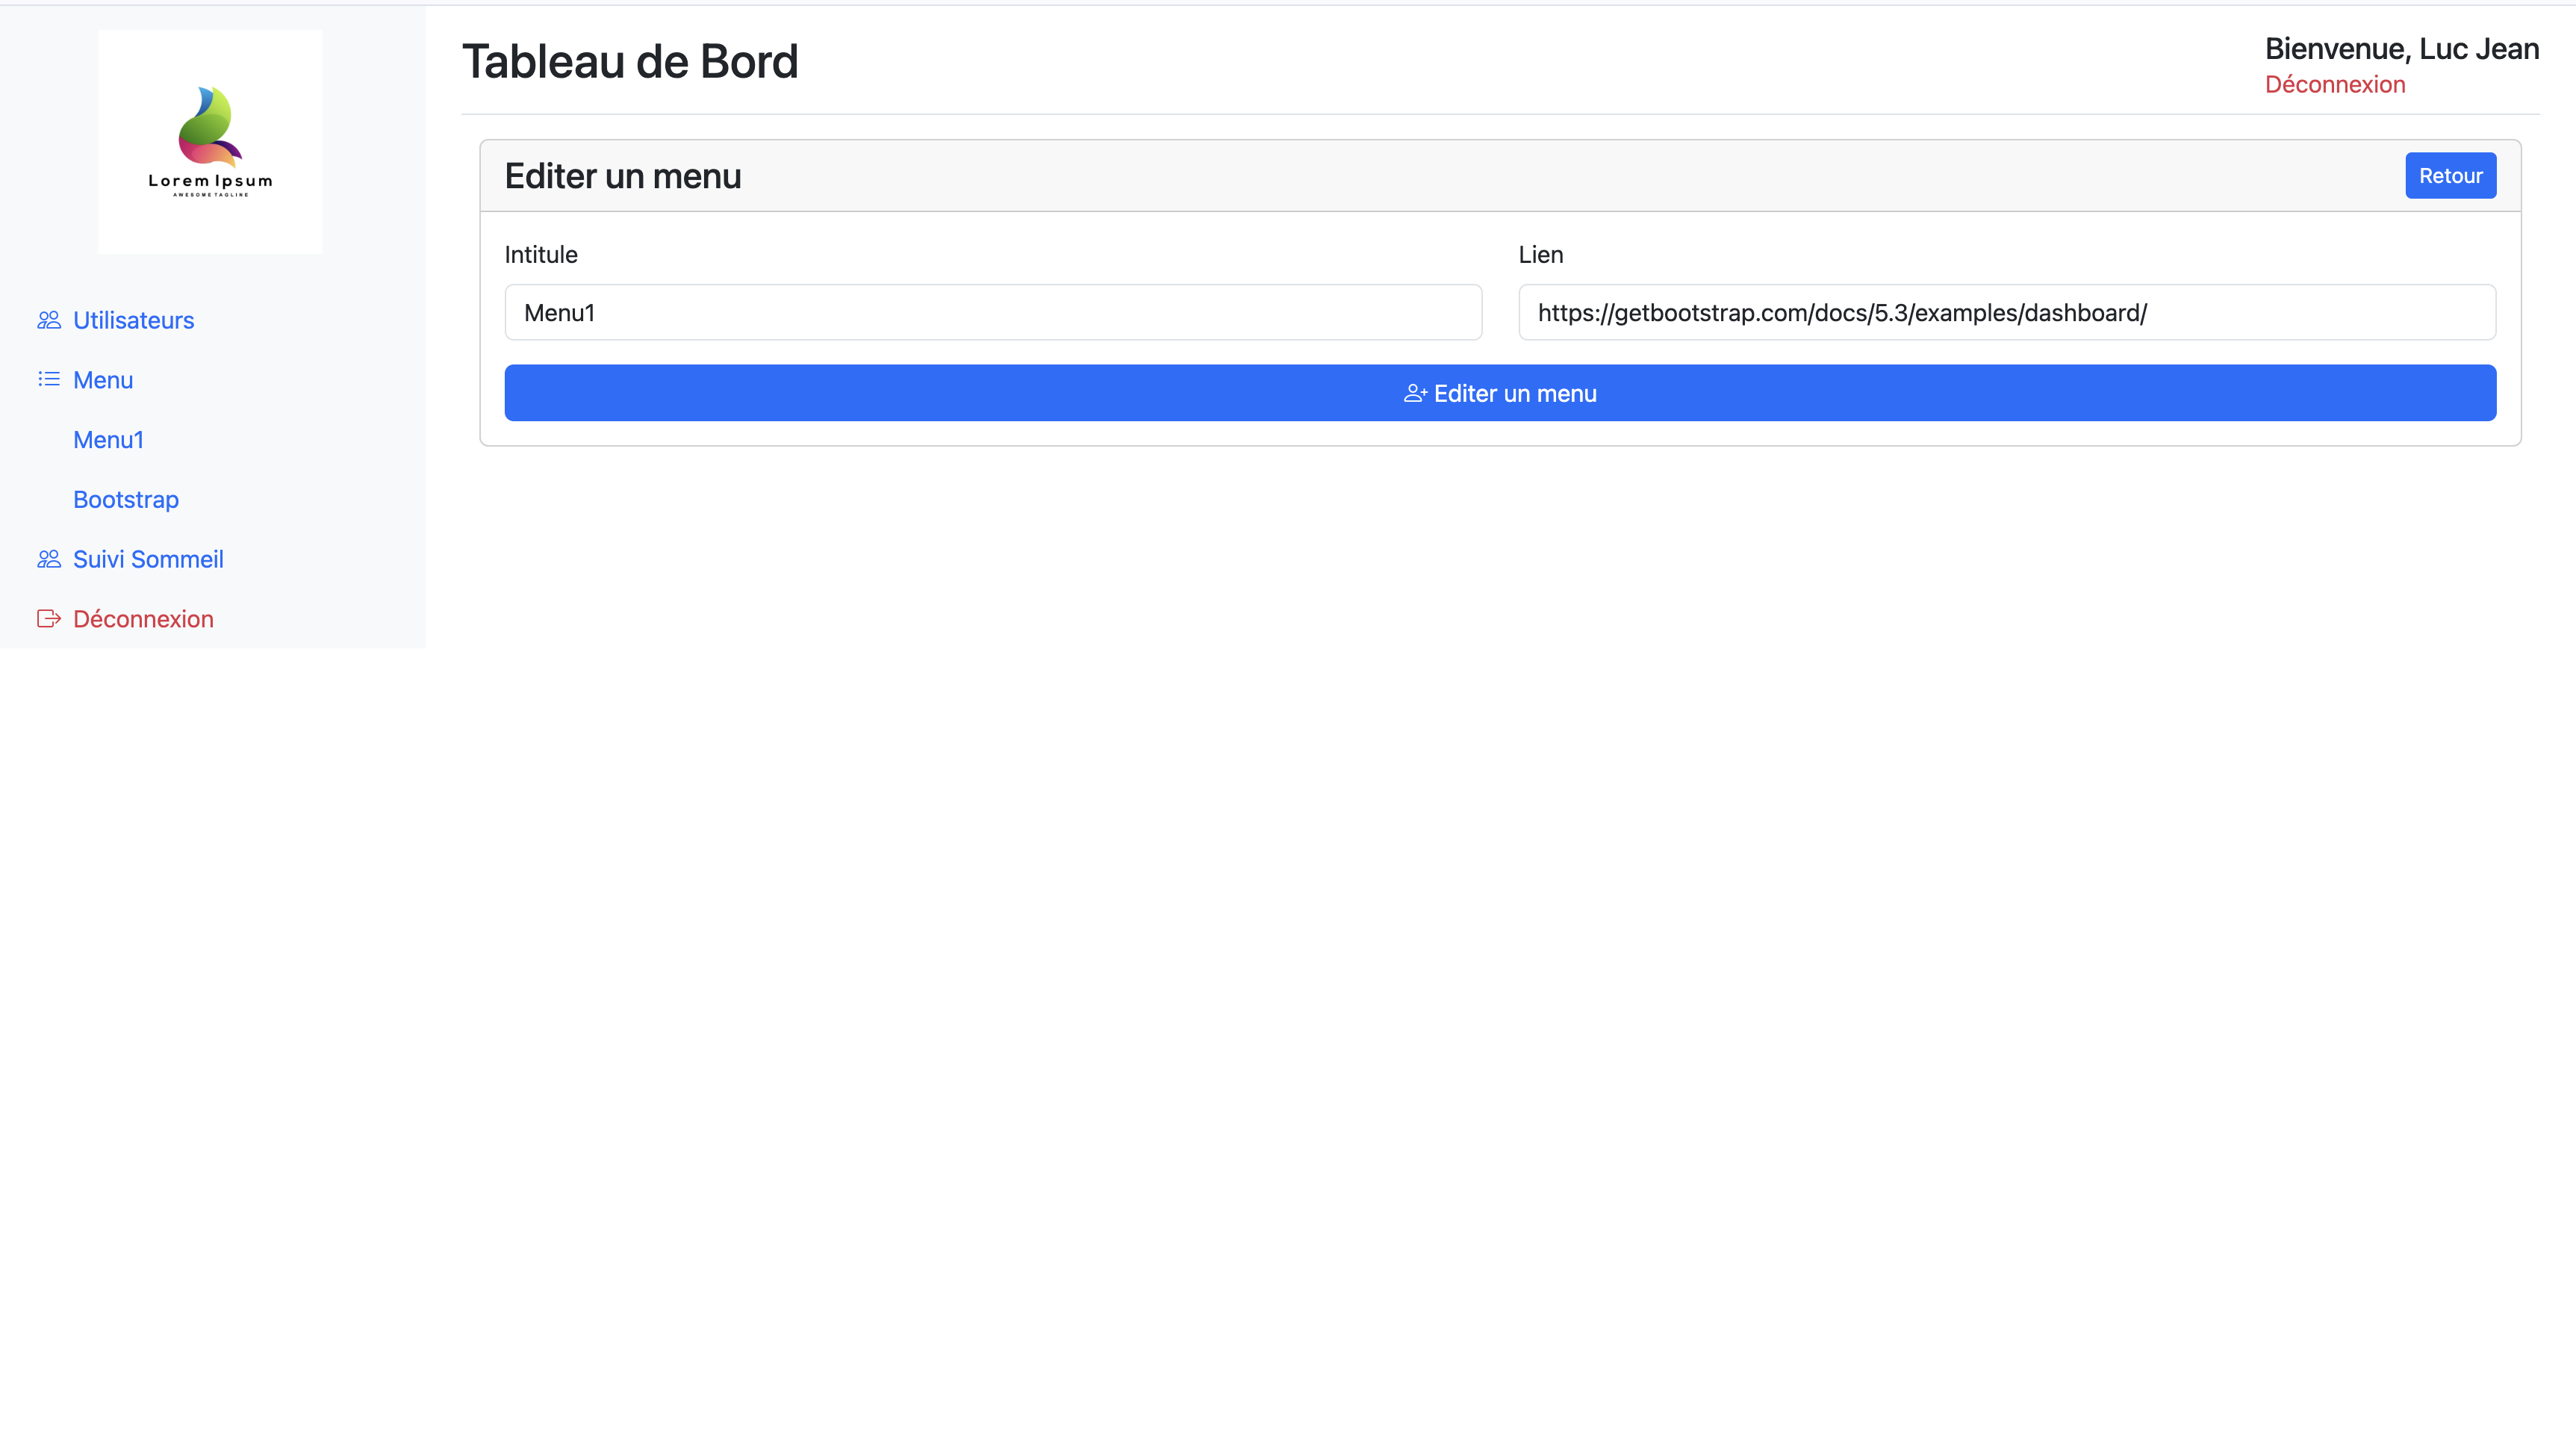 Lorem Ipsum
AWESOME TAGLINE
Utilisateurs
Menu
Menu1
Bootstrap
Suivi Sommeil
Déconnexion
Tableau de Bord
Bienvenue, Luc Jean
Déconnexion
Editer un menu
Retour
Intitule
Lien
Menu1
https://getbootstrap.com/docs/5.3/examples/dashboard/
Editer un menu